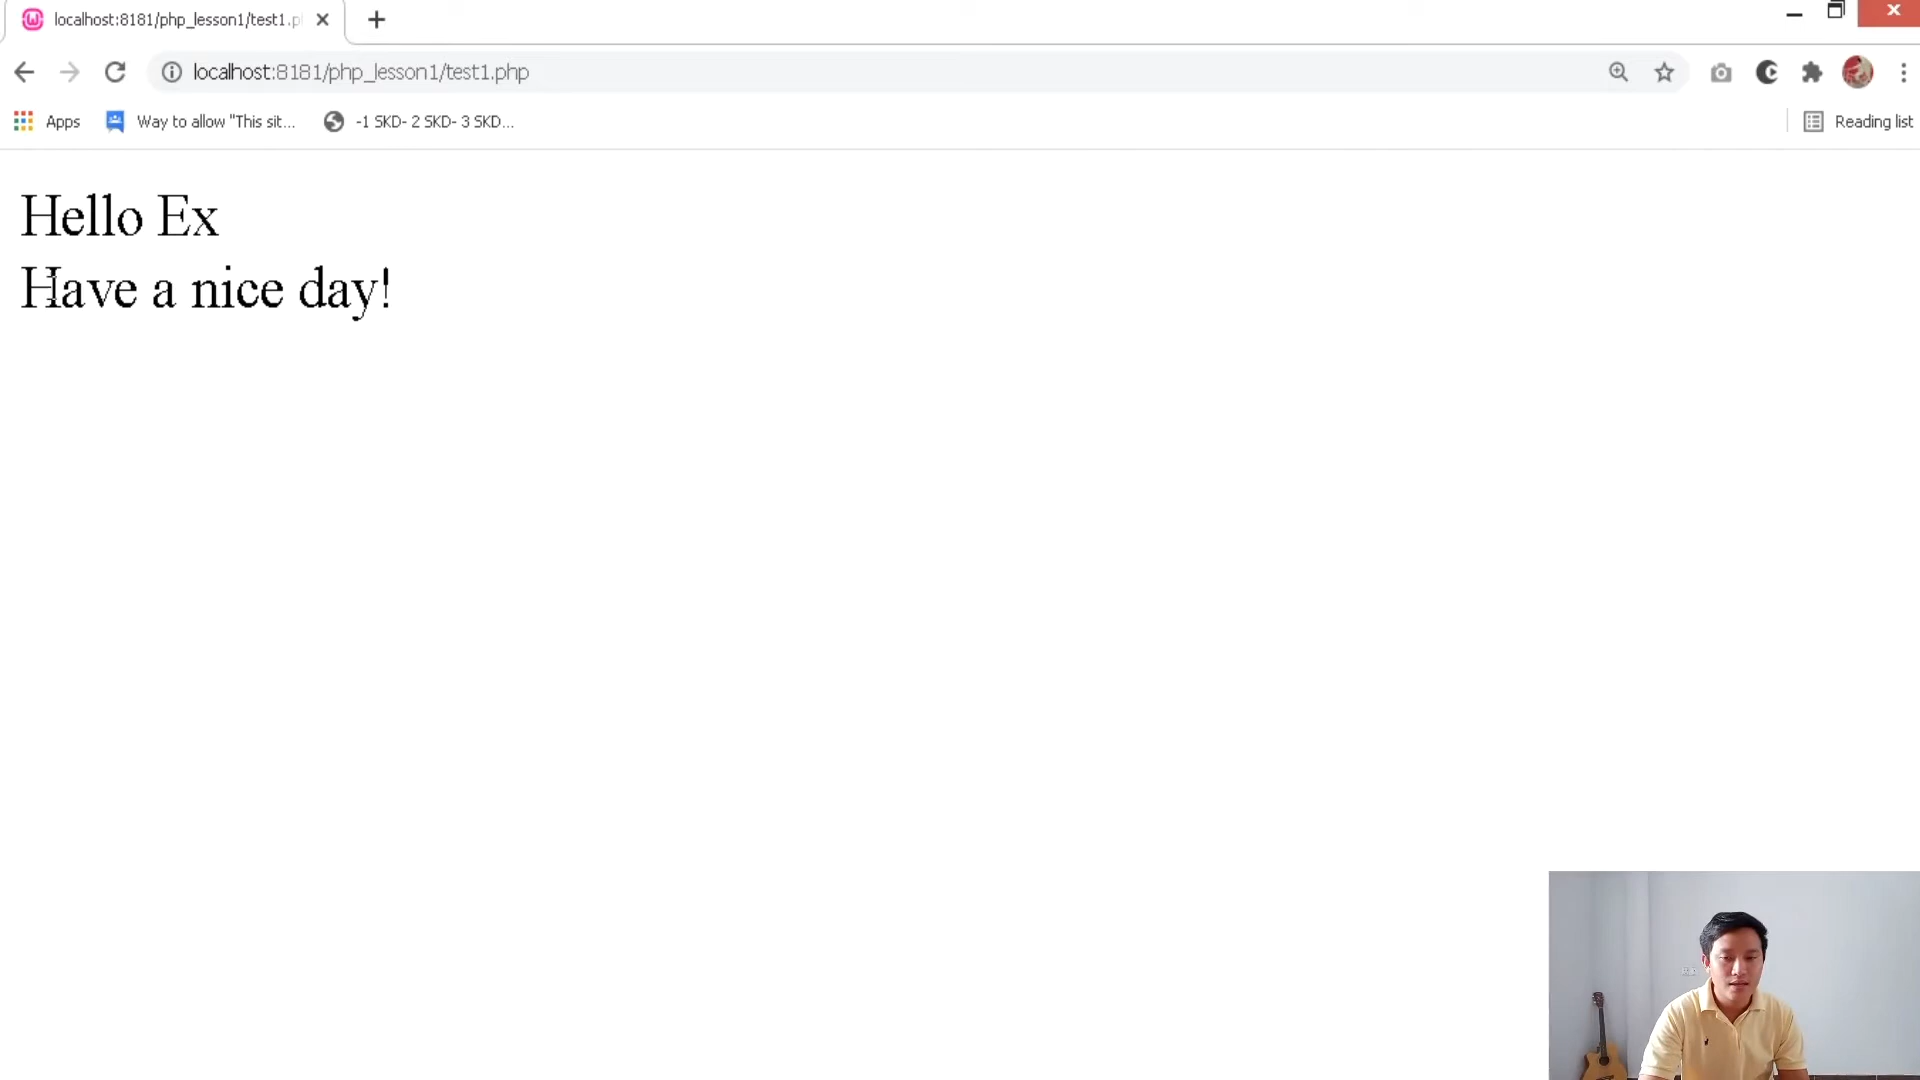 localhost:8181/php_lesson1/test1.p
localhost:8181/php_lesson1/test1.php
Apps
Way to allow "This sit...
-1 SKD- 2 SKD- 3 SKD...
Reading list
Hello Ex
Have a nice day!